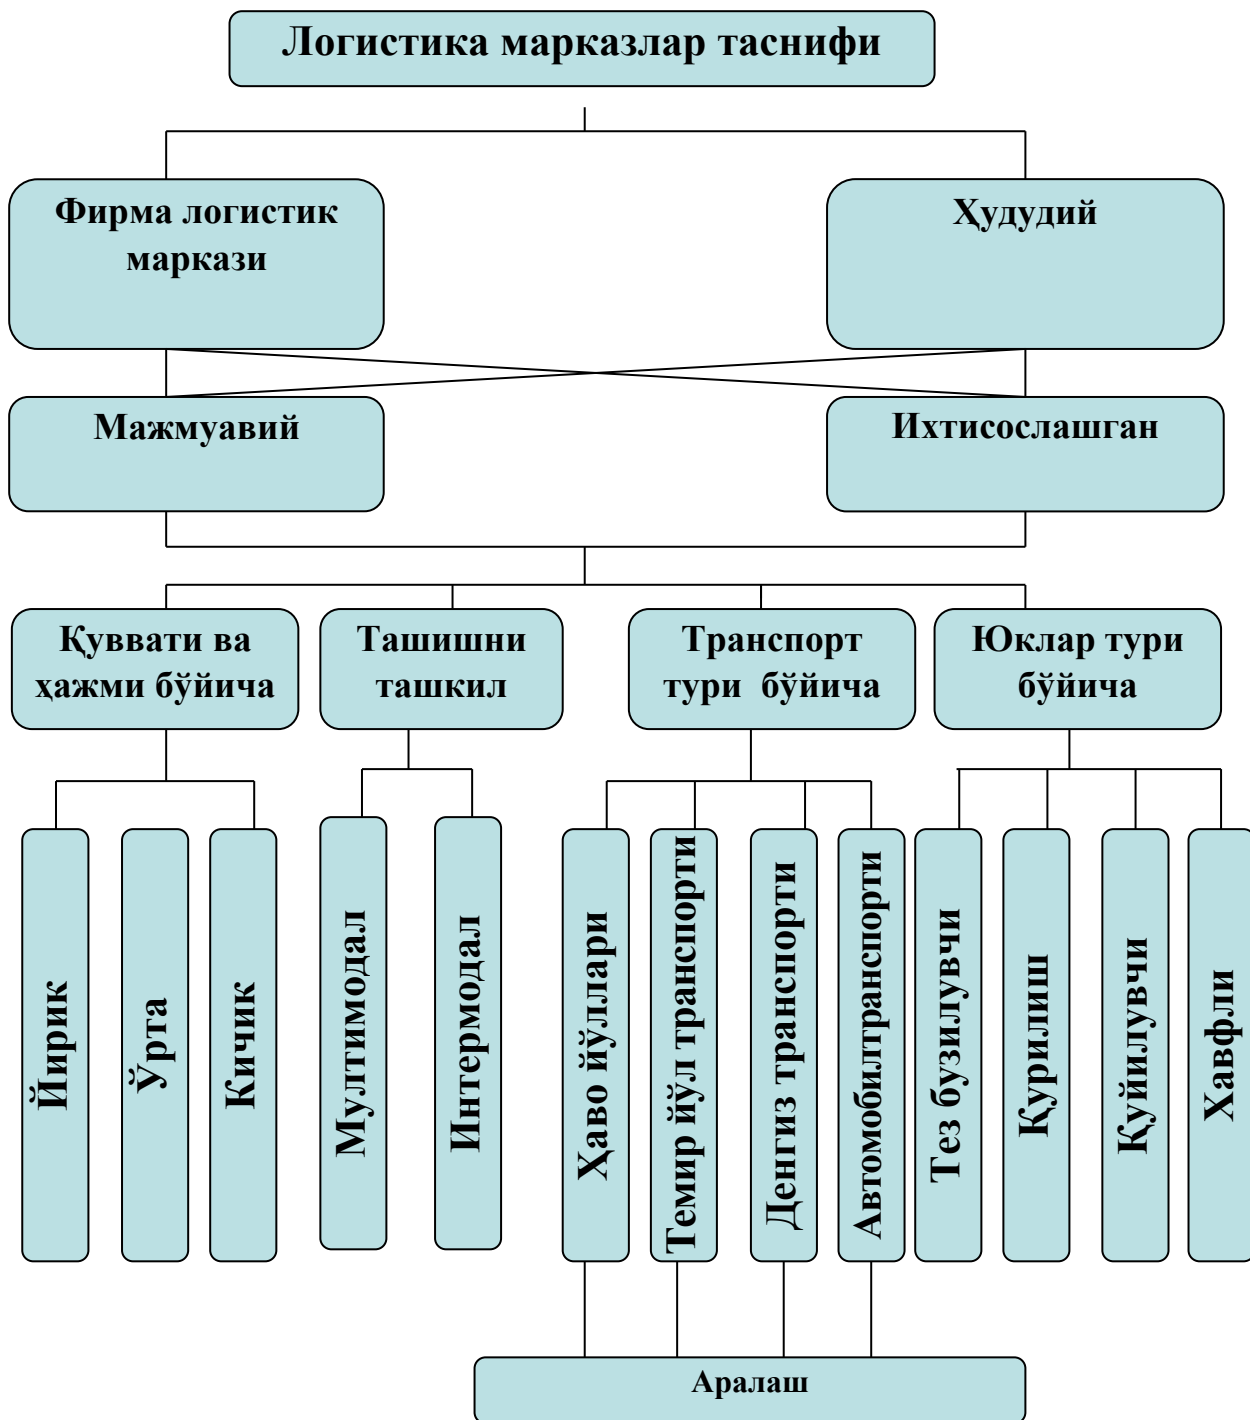 Логистика марказлар таснифи
Фирма логистик
маркази
Ҳудудий
Мажмуавий
Ихтисослашган
Қуввати ва
ҳажми бўйича
Ташишни
ташкил
Транспорт
тури бўйича
Юклар тури
бўйича
Йирик
Ўрта
Кичик
Мултимодал
Интермодал
Ҳаво йўллари
Темир йўл транспорти
Денгиз транспорти
Автомобилтранспорти
Тез бузилувчи
Қурилиш
Қуйилувчи
Хавфли
Аралаш